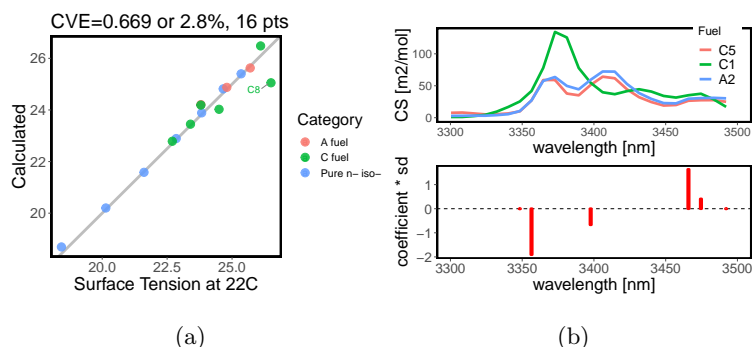 CVE=0.669 or 2.8%, 16 pts
26
24
22
20
Calculated
C8
20.0
22.5
25.0
Surface Tension at 22C
Category
A fuel
C fuel
Pure n- iso-
(a)
CS [m2/mol]
100
50
0
3300
3400
3450
3500
wavelength [nm]
Fuel
C5
C1
A2
coefficient * sd
1
0
-1
-2
3300
3350
3400
3450
3500
wavelength [nm]
(b)